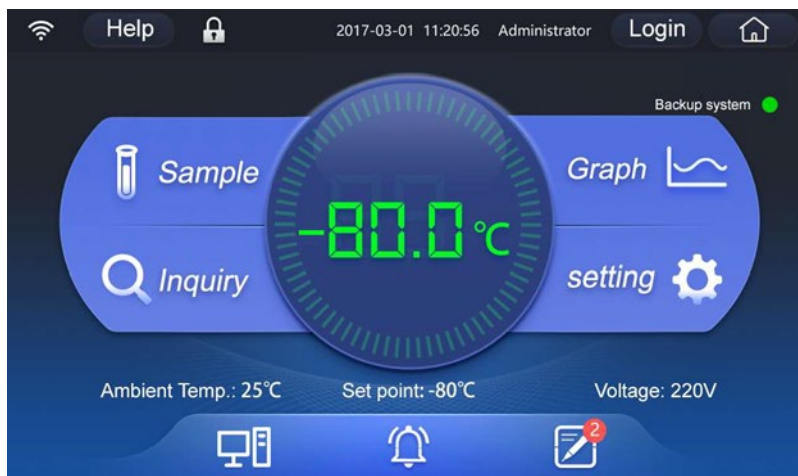 Help 2017-03-01 11:20:56 Administrator Login
Backup system
Sample
Graph
-80.0℃
Inquiry
setting
Ambient Temp.: 25℃ Set point: -80℃ Voltage: 220V
2